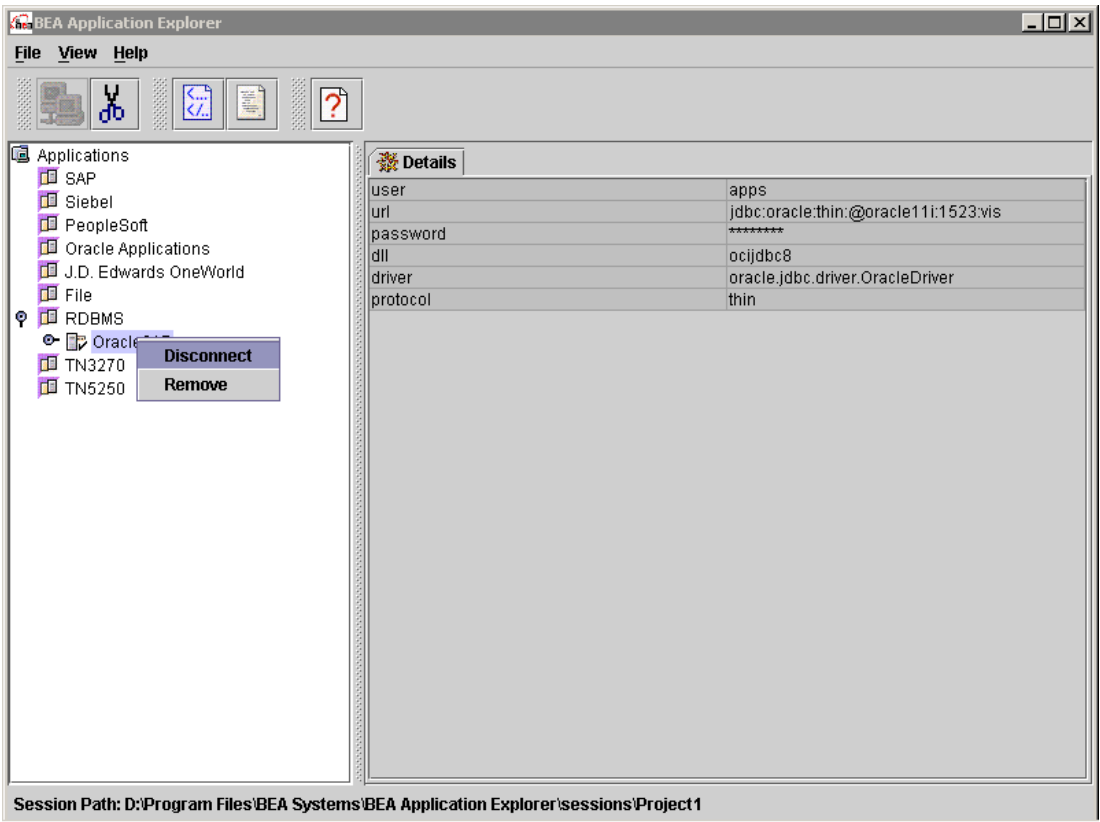 BEA Application Explorer
File View Help
Applications
SAP
Siebel
PeopleSoft
Oracle Applications
J.D. Edwards OneWorld
File
RDBMS
Disconnect
Remove
TN3270
TN5250
Details
user apps
url jdbc:oracle:thin:@oracle11i:1523:vis
password ********
dll ocijdbc8
driver oracle.jdbc.driver.OracleDriver
protocol thin
Session Path: D:\Program Files\BEA Systems\BEA Application Explorer\sessions\Project1